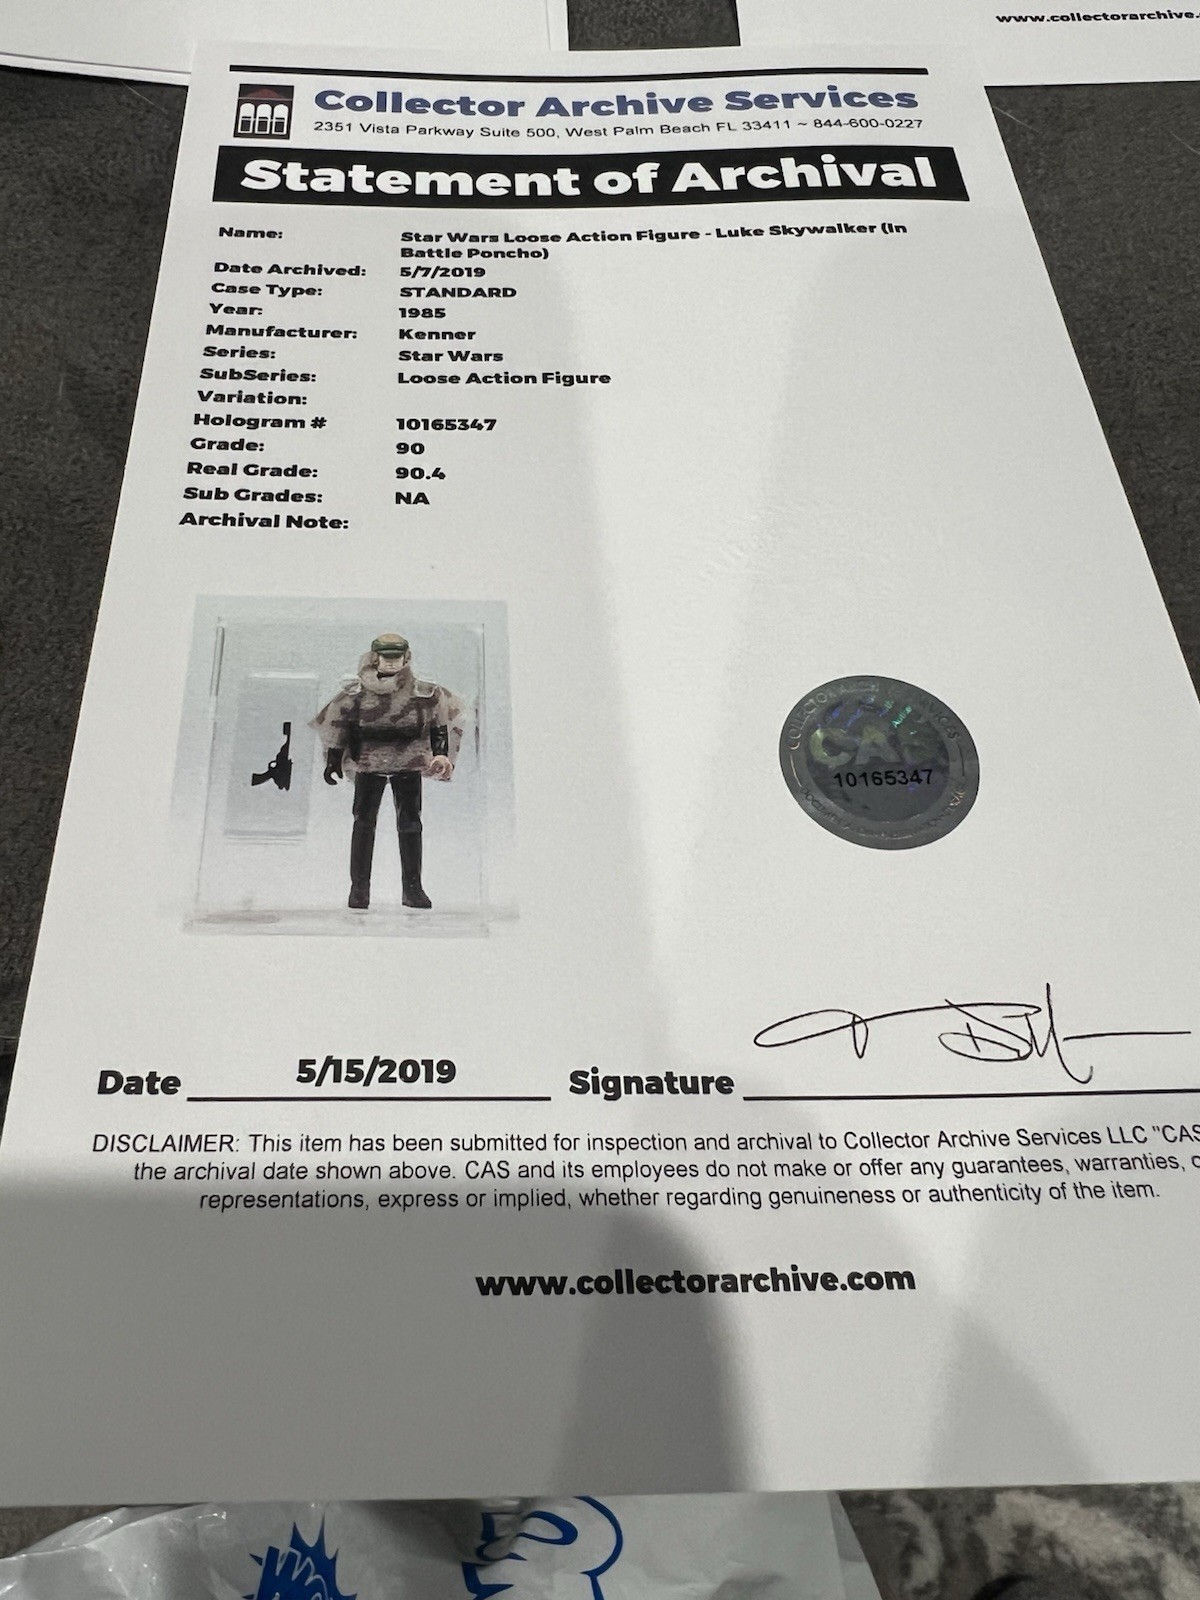 www.collectorarchive.
Collector Archive Services
2351 Vista Parkway Suite 500, West Palm Beach FL 33411 ~ 844-600-0227
Statement of Archival
Name: Star Wars Loose Action Figure - Luke Skywalker (In
Battle Poncho)
Date Archived: 5/7/2019
Case Type: STANDARD
Year: 1985
Manufacturer: Kenner
Series: Star Wars
SubSeries: Loose Action Figure
Variation:
Hologram # 10165347
Grade: 90
Real Grade: 90.4
Sub Grades: NA
Archival Note:
COLLECTOR
CAS
10165347
Date 5/15/2019 Signature
DISCLAIMER: This item has been submitted for inspection and archival to Collector Archive Services LLC "CAS
the archival date shown above. CAS and its employees do not make or offer any guarantees, warranties,
representations, express or implied, whether regarding genuineness or authenticity of the item.
www.collectorarchive.com